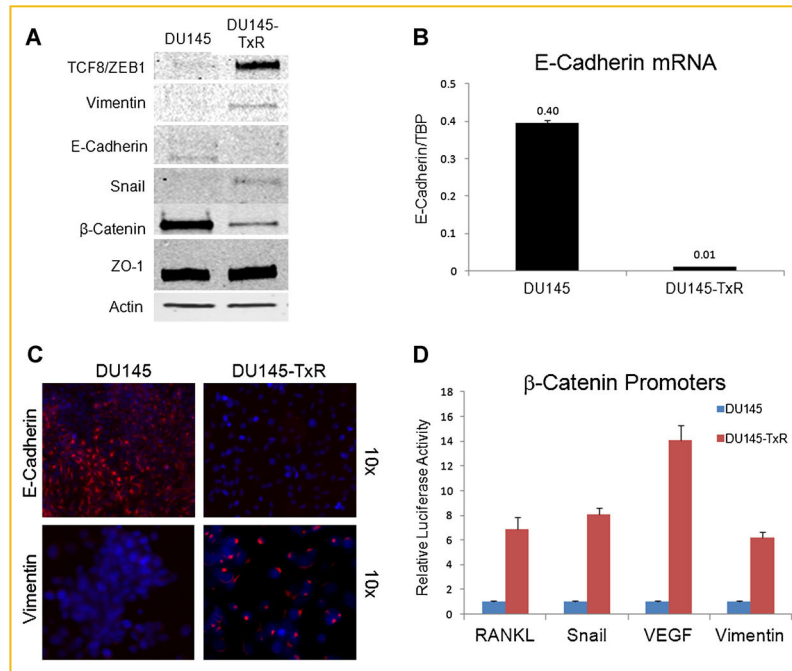 A
DU145
DU145-
TxR
TCF8/ZEB1
Vimentin
E-Cadherin
Snail
β-Catenin
ZO-1
Actin
B
E-Cadherin mRNA
E-Cadherin/TBP
0.5
0.4
0.3
0.2
0.1
0
0.40
0.01
DU145
DU145-TxR
C
DU145
DU145-TxR
E-Cadherin
10x
Vimentin
10x
D
β-Catenin Promoters
DU145
DU145-TxR
Relative Luciferase Activity
18
16
14
12
10
8
6
4
2
0
RANKL
Snail
VEGF
Vimentin